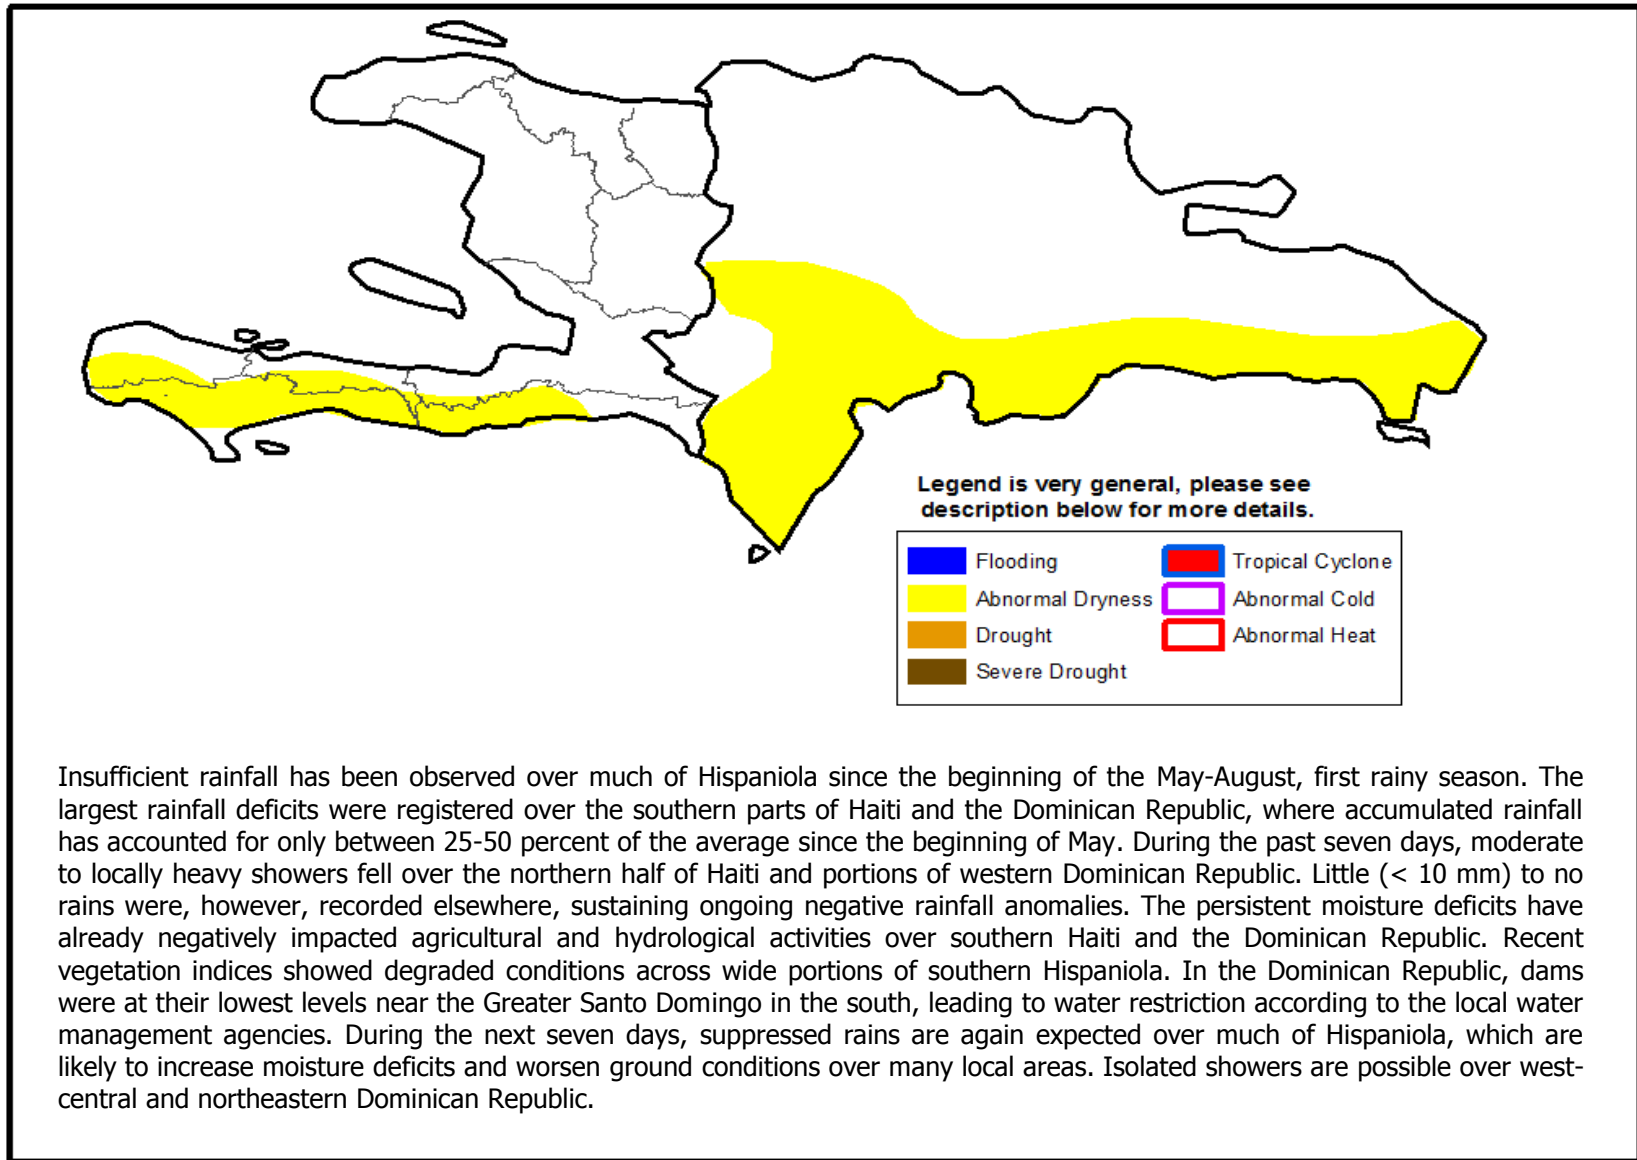 Legend is very general, please see
description below for more details.
Flooding
Tropical Cyclone
Abnormal Dryness
Abnormal Cold
Drought
Abnormal Heat
Severe Drought
Insufficient rainfall has been observed over much of Hispaniola since the beginning of the May-August, first rainy season. The
largest rainfall deficits were registered over the southern parts of Haiti and the Dominican Republic, where accumulated rainfall
has accounted for only between 25-50 percent of the average since the beginning of May. During the past seven days, moderate
to locally heavy showers fell over the northern half of Haiti and portions of western Dominican Republic. Little (< 10 mm) to no
rains were, however, recorded elsewhere, sustaining ongoing negative rainfall anomalies. The persistent moisture deficits have
already negatively impacted agricultural and hydrological activities over southern Haiti and the Dominican Republic. Recent
vegetation indices showed degraded conditions across wide portions of southern Hispaniola. In the Dominican Republic, dams
were at their lowest levels near the Greater Santo Domingo in the south, leading to water restriction according to the local water
management agencies. During the next seven days, suppressed rains are again expected over much of Hispaniola, which are
likely to increase moisture deficits and worsen ground conditions over many local areas. Isolated showers are possible over west-
central and northeastern Dominican Republic.